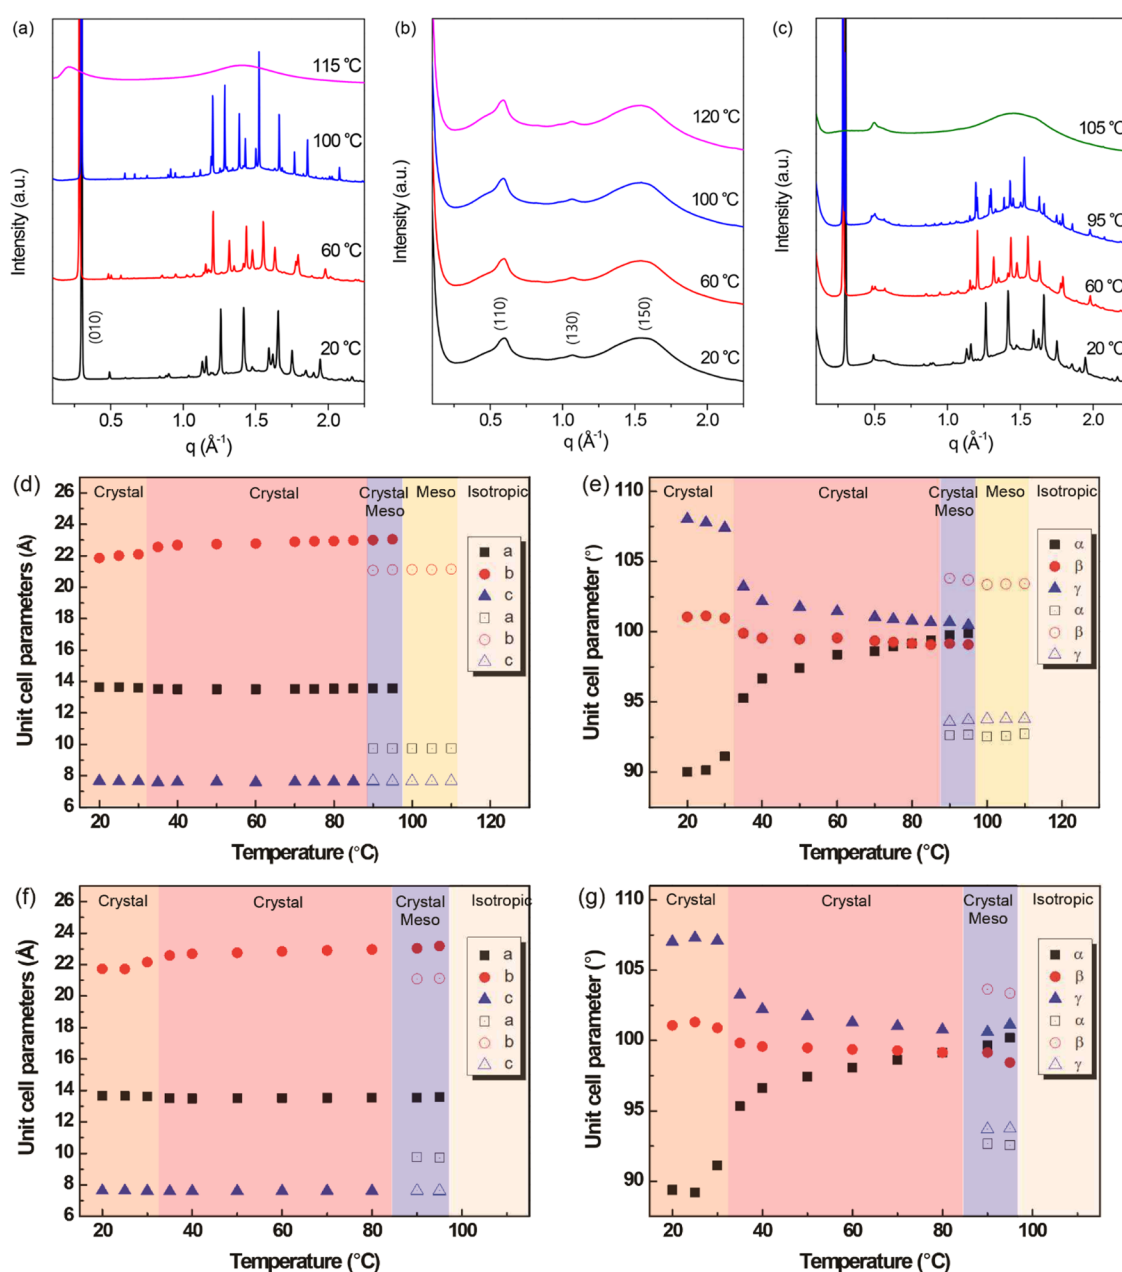 (a)
115 °C
100 °C
60 °C
(010)
20 °C
Intensity (a.u.)
0.5 1.0 1.5 2.0
q (Å-1)
(b)
120 °C
100 °C
60 °C
(110) (130) (150)
20 °C
Intensity (a.u.)
0.5 1.0 1.5 2.0
q (Å-1)
(c)
105 °C
95 °C
60 °C
20 °C
Intensity (a.u.)
0.5 1.0 1.5 2.0
q (Å-1)
(d)
Crystal Crystal Crystal Meso Isotropic
Meso
26
24
22
20
18
16
14
12
10
8
6
a
b
c
a
b
c
Unit cell parameters (Å)
20 40 60 80 100 120
Temperature (°C)
(e)
Crystal Crystal Crystal Meso Isotropic
Meso
110
105
100
95
90
α
β
γ
α
β
γ
Unit cell parameter (°)
20 40 60 80 100 120
Temperature (°C)
(f)
Crystal Crystal Crystal Isotropic
Meso
26
24
22
20
18
16
14
12
10
8
6
a
b
c
a
b
c
Unit cell parameters (Å)
20 40 60 80 100
Temperature (°C)
(g)
Crystal Crystal Crystal Isotropic
Meso
110
105
100
95
90
α
β
γ
α
β
γ
Unit cell parameter (°)
20 40 60 80 100
Temperature (°C)